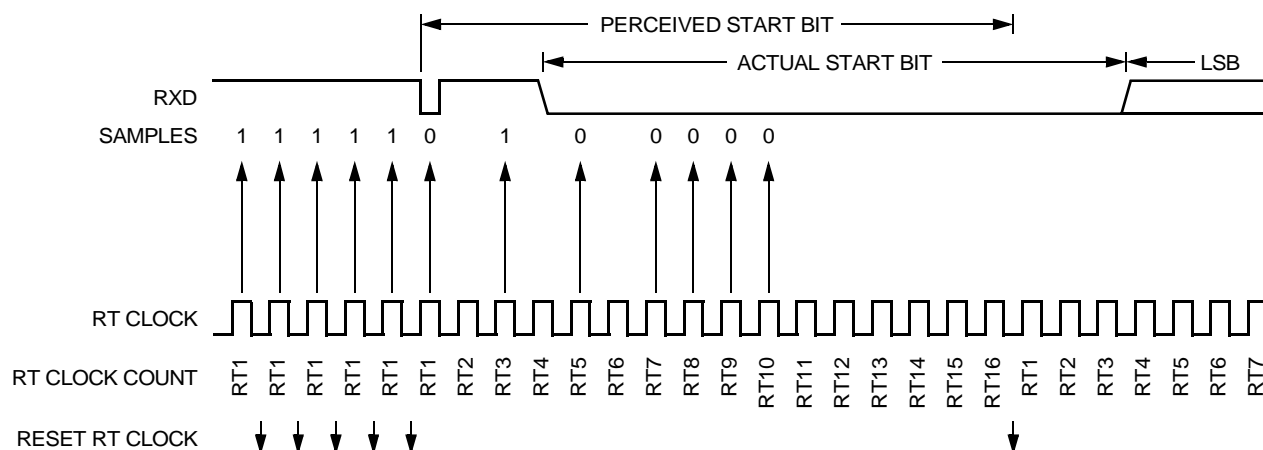 PERCEIVED START BIT
ACTUAL START BIT LSB
RXD
SAMPLES 1 1 1 1 1 0 1 0 0 0 0 0
RT CLOCK
RT CLOCK COUNT RT1 RT1 RT1 RT1 RT1 RT1 RT2 RT3 RT4 RT5 RT6 RT7 RT8 RT9 RT10 RT11 RT12 RT13 RT14 RT15 RT16 RT1 RT2 RT3 RT4 RT5 RT6 RT7
RESET RT CLOCK